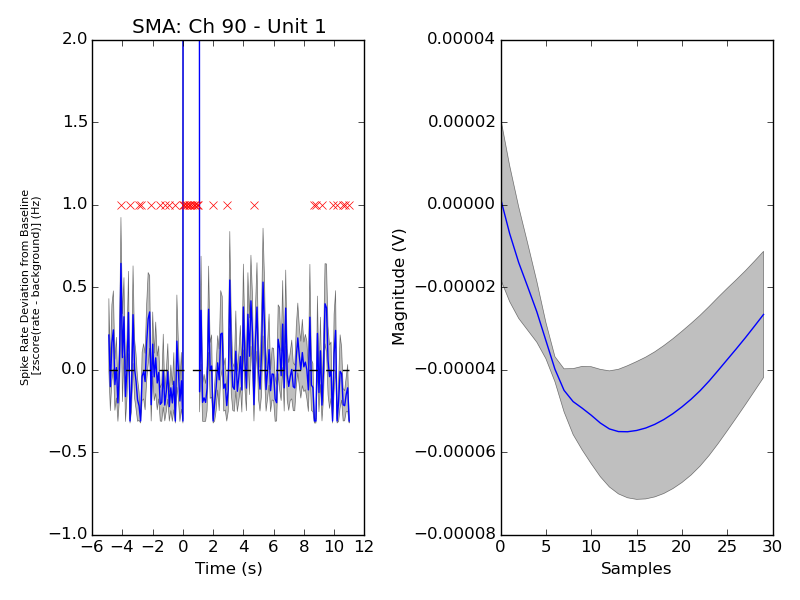 SMA: Ch 90 - Unit 1
2.0
1.5
1.0
0.5
0.0
−0.5
−1.0
−6 −4 −2 0 2 4 6 8 10 12
Time (s)
Spike Rate Deviation from Baseline
[zscore(rate - background)] (Hz)
0.00004
0.00002
0.00000
−0.00002
−0.00004
−0.00006
−0.00008
0 5 10 15 20 25 30
Samples
Magnitude (V)